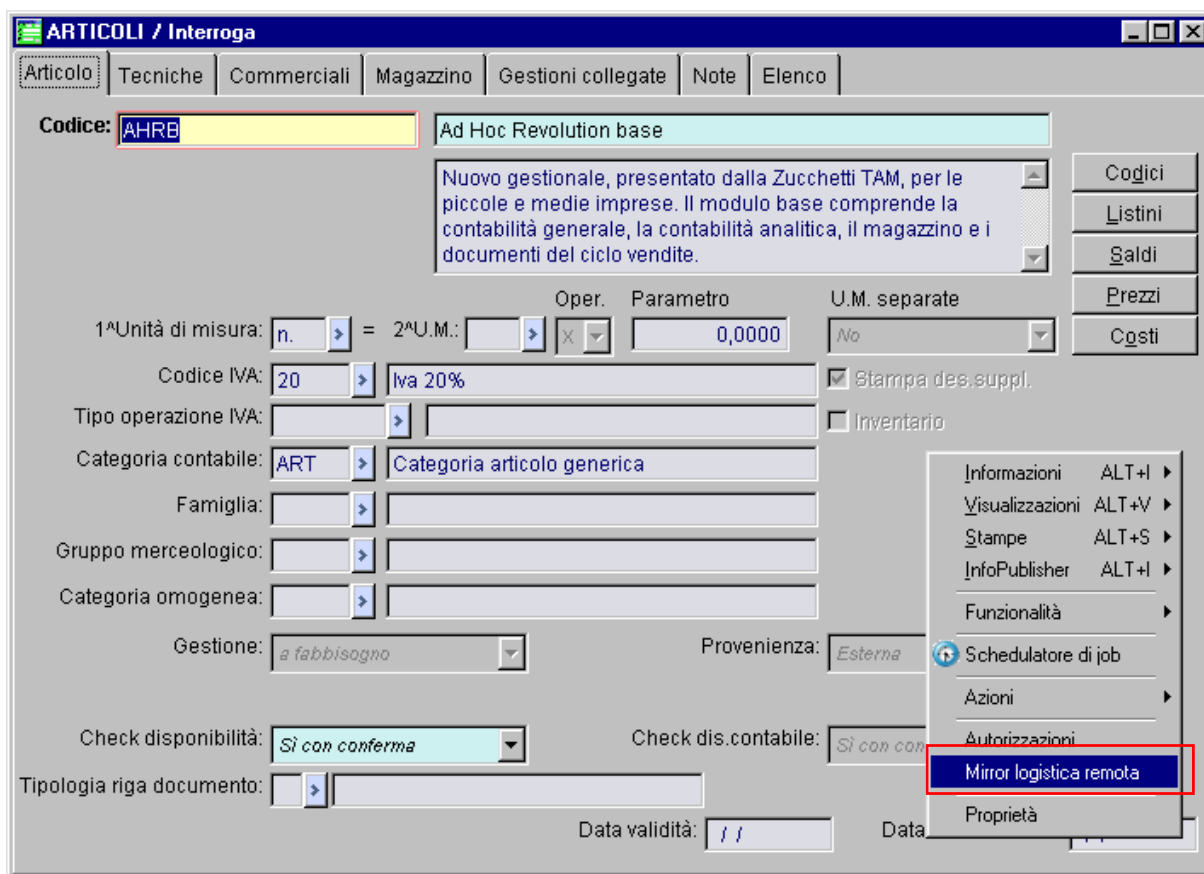 ARTICOLI / Interroga
Articolo Tecniche Commerciali Magazzino Gestioni collegate Note Elenco
Codice: AHRB Ad Hoc Revolution base
Nuovo gestionale, presentato dalla Zucchetti TAM, per le
piccole e medie imprese. Il modulo base comprende la
contabilità generale, la contabilità analitica, il magazzino e i
documenti del ciclo vendite.
Codici
Listini
Saldi
Prezzi
Costi
Oper. Parametro U.M. separate
1^Unità di misura: n. = 2^U.M.: X 0,0000 No
Codice IVA: 20 Iva 20% Stampa des.suppl.
Tipo operazione IVA: Inventario
Categoria contabile: ART Categoria articolo generica
Famiglia:
Gruppo merceologico:
Categoria omogenea:
Gestione: a fabbisogno Provenienza: Esterna
Check disponibilità: Sì con conferma Check dis.contabile: Sì con con
Tipologia riga documento:
Data validità: / / Data
Informazioni ALT+I
Visualizzazioni ALT+V
Stampe ALT+S
InfoPublisher ALT+I
Funzionalità
Schedulatore di job
Azioni
Autorizzazioni
Mirror logistica remota
Proprietà